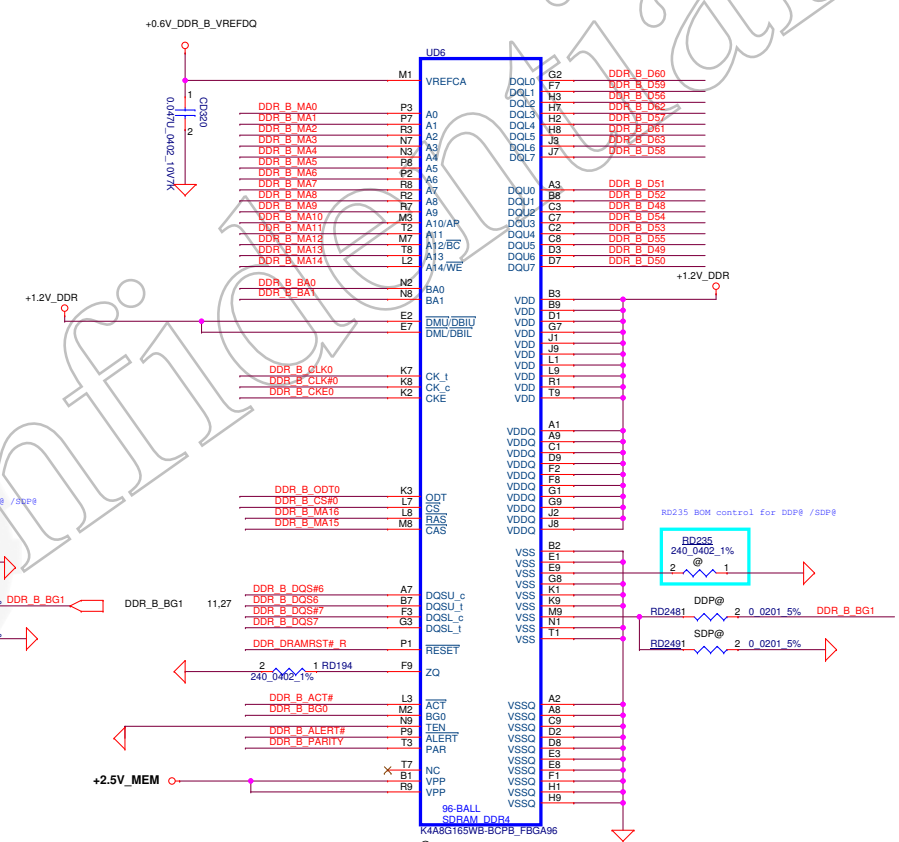 +0.6V_DDR_B_VREFDQ
1
CD320
0.047U_0402_10V7K
2
UD6
M1 VREFCA
DDR_B_MA0 P3 A0
DDR_B_MA1 P7 A1
DDR_B_MA2 R3 A2
DDR_B_MA3 N7 A3
DDR_B_MA4 N3 A4
DDR_B_MA5 P8 A5
DDR_B_MA6 P2 A6
DDR_B_MA7 R8 A7
DDR_B_MA8 R2 A8
DDR_B_MA9 R7 A9
DDR_B_MA10 M3 A10/AP
DDR_B_MA11 T2 A11
DDR_B_MA12 M7 A12/BC
DDR_B_MA13 T8 A13
DDR_B_MA14 L2 A14/WE
DDR_B_BA0 N2 BA0
DDR_B_BA1 N8 BA1
+1.2V_DDR
E2 DMU/DBIU
E7 DML/DBIL
DDR_B_CLK0 K7 CK_t
DDR_B_CLK#0 K8 CK_c
DDR_B_CKE0 K2 CKE
DDR_B_ODT0 K3 ODT
DDR_B_CS#0 L7 CS
DDR_B_MA16 L8 RAS
DDR_B_MA15 M8 CAS
DDR_B_DQS#6 A7 DQSU_c
DDR_B_DQS6 B7 DQSU_t
DDR_B_DQS#7 F3 DQSL_c
DDR_B_DQS7 G3 DQSL_t
DDR_DRAMRST#_R P1 RESET
2 1 RD194 F9 ZQ
240_0402_1%
DDR_B_ACT# L3 ACT
DDR_B_BG0 M2 BG0
N9 TEN
DDR_B_ALERT# P9 ALERT
DDR_B_PARITY T3 PAR
T7 NC
+2.5V_MEM B1 VPP
R9 VPP
@ /SDP@
DDR_B_BG1
DDR_B_BG1 11,27
DQL0 G2 DDR_B_D60
DQL1 F7 DDR_B_D59
DQL2 H3 DDR_B_D56
DQL3 H7 DDR_B_D62
DQL4 H2 DDR_B_D57
DQL5 H8 DDR_B_D61
DQL6 J3 DDR_B_D63
DQL7 J7 DDR_B_D58
DQU0 A3 DDR_B_D51
DQU1 B8 DDR_B_D52
DQU2 C3 DDR_B_D48
DQU3 C7 DDR_B_D54
DQU4 C2 DDR_B_D53
DQU5 C8 DDR_B_D55
DQU6 D3 DDR_B_D49
DQU7 D7 DDR_B_D50
+1.2V_DDR
VDD B3
VDD B9
VDD D1
VDD G7
VDD J1
VDD J9
VDD L1
VDD L9
VDD R1
VDD T9
VDDQ A1
VDDQ A9
VDDQ C1
VDDQ D9
VDDQ F2
VDDQ F8
VDDQ G1
VDDQ G9
VDDQ J2
VDDQ J8
RD235 BOM control for DDP@ /SDP@
VSS B2
VSS E1
VSS E9
VSS G8
VSS K1
VSS K9
VSS M9
VSS N1
VSS T1
RD235
240_0402_1%
@
2 1
DDP@
RD248 1 2 0_0201_5% DDR_B_BG1
SDP@
RD249 1 2 0_0201_5%
VSSQ A2
VSSQ A8
VSSQ C9
VSSQ D2
VSSQ D8
VSSQ E3
VSSQ E8
VSSQ F1
VSSQ H1
VSSQ H9
96-BALL
SDRAM_DDR4
K4A8G165WB-BCPB_FBGA96